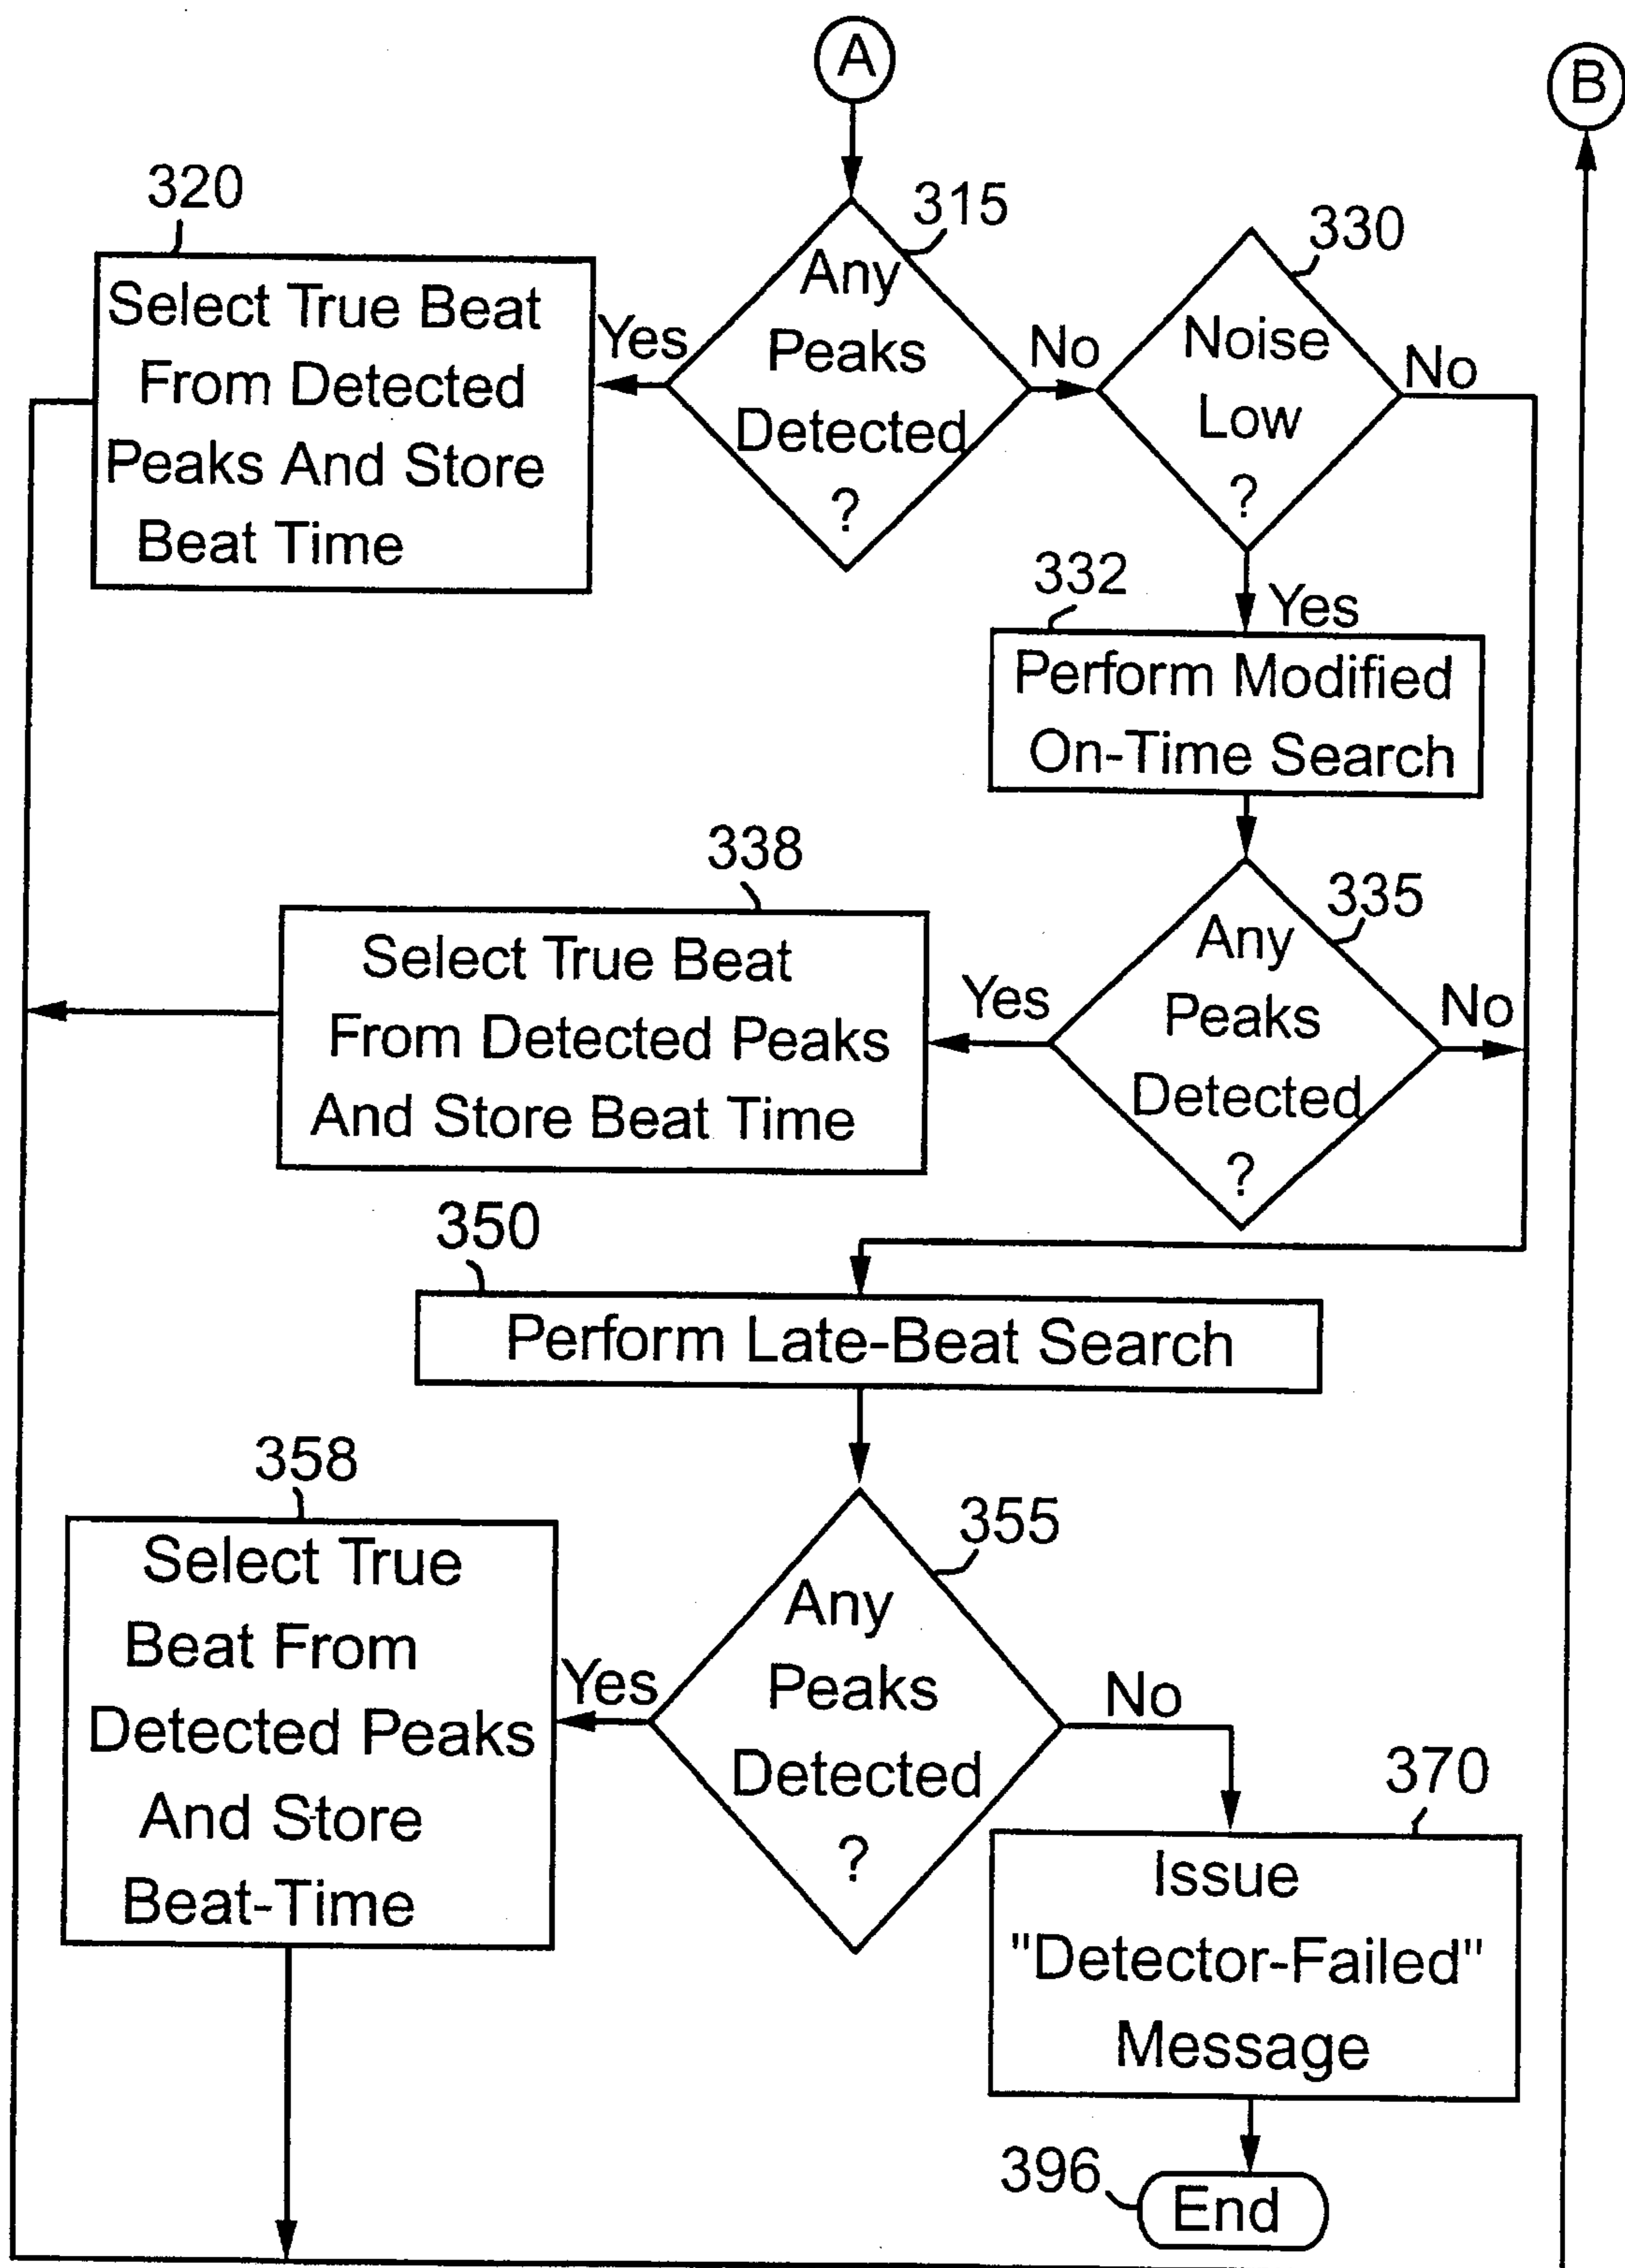 A
B
320
315
330
Select True Beat
From Detected
Peaks And Store
Beat Time
Yes
Any
Peaks
Detected
?
No
Noise
Low
?
No
332
Yes
Perform Modified
On-Time Search
338
335
Select True Beat
From Detected Peaks
And Store Beat Time
Yes
Any
Peaks
Detected
?
No
350
Perform Late-Beat Search
358
355
Select True
Beat From
Detected Peaks
And Store
Beat-Time
Yes
Any
Peaks
Detected
?
No
370
Issue
"Detector-Failed"
Message
396
End